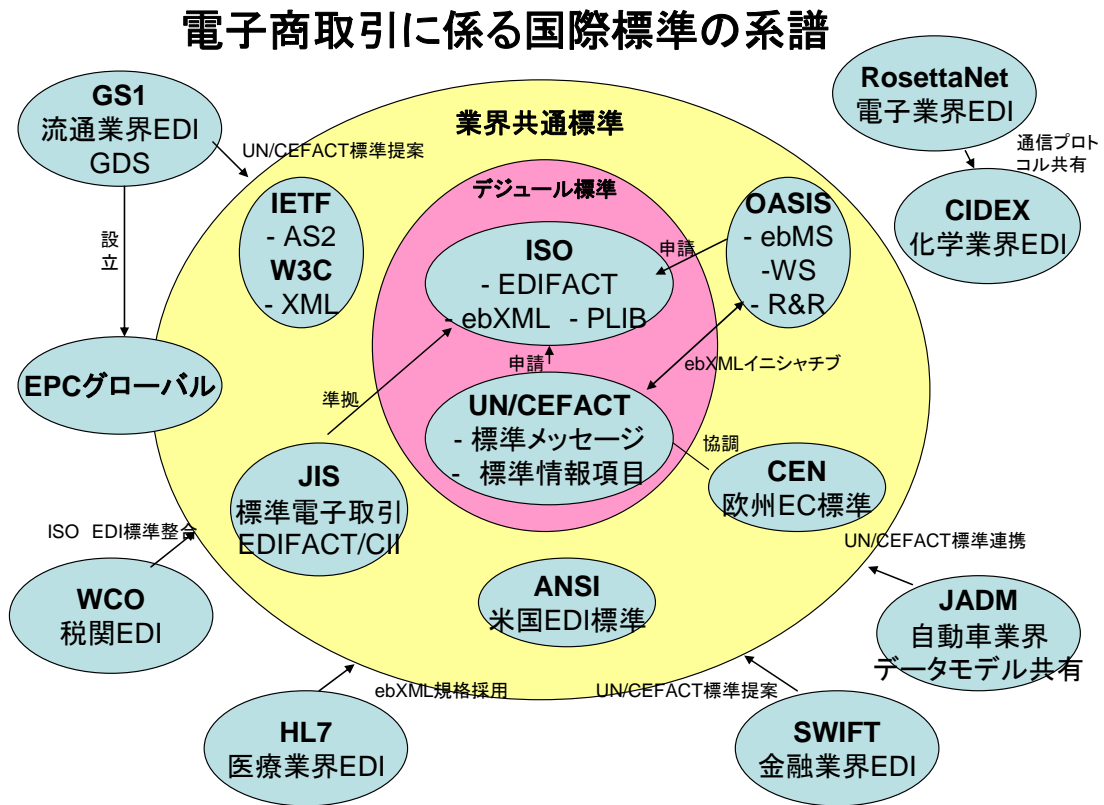 電子商取引に係る国際標準の系譜
GS1
流通業界EDI
GDS
UN/CEFACT標準提案
設
立
EPCグローバル
業界共通標準
RosettaNet
電子業界EDI
通信プロト
コル共有
CIDEX
化学業界EDI
IETF
- AS2
W3C
- XML
デジュール標準
ISO
- EDIFACT
- ebXML - PLIB
申請
OASIS
- ebMS
-WS
- R&R
申請
ebXMLイニシャチブ
準拠
UN/CEFACT
- 標準メッセージ
- 標準情報項目
協調
CEN
欧州EC標準
JIS
標準電子取引
EDIFACT/CII
ISO EDI標準整合
WCO
税関EDI
ANSI
米国EDI標準
UN/CEFACT標準連携
JADM
自動車業界
データモデル共有
ebXML規格採用
HL7
医療業界EDI
UN/CEFACT標準提案
SWIFT
金融業界EDI